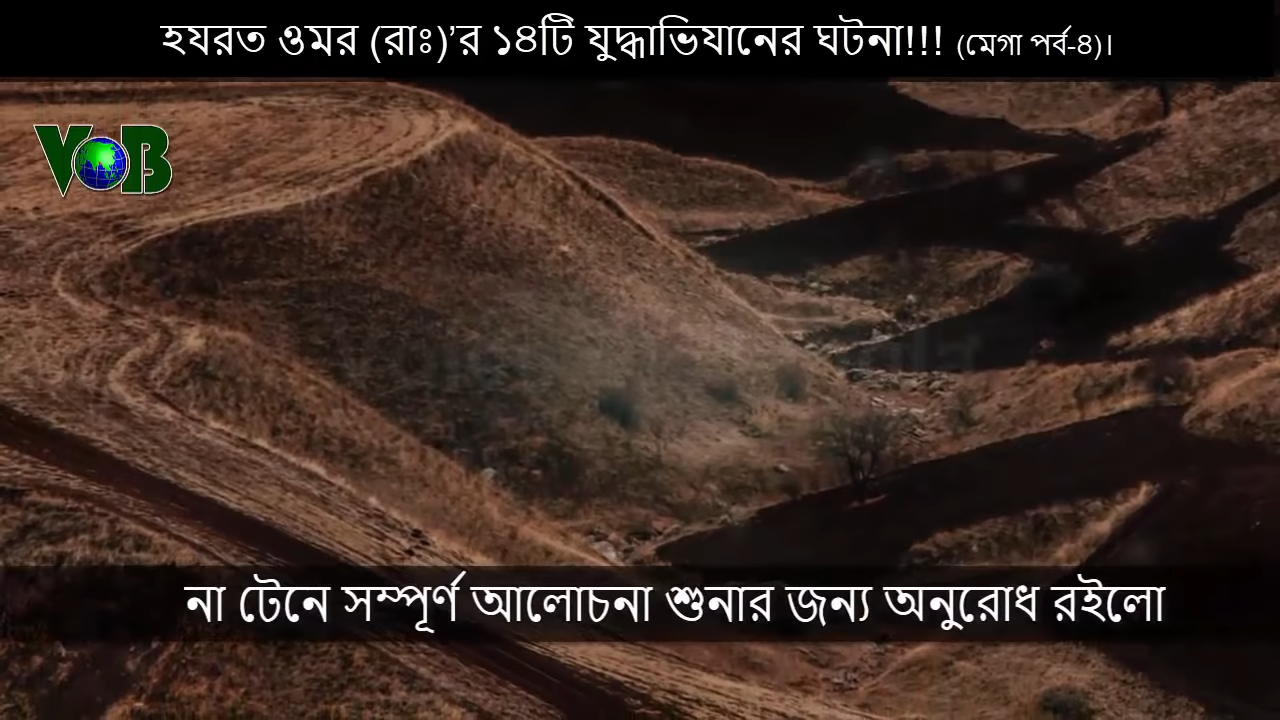 হযরত ওমর (রাঃ)’র ১৪টি যুদ্ধাভিযানের ঘটনা!!! (মেগা পর্ব-৪)।
VOB
না টেনে সম্পূর্ণ আলোচনা শুনার জন্য অনুরোধ রইলো